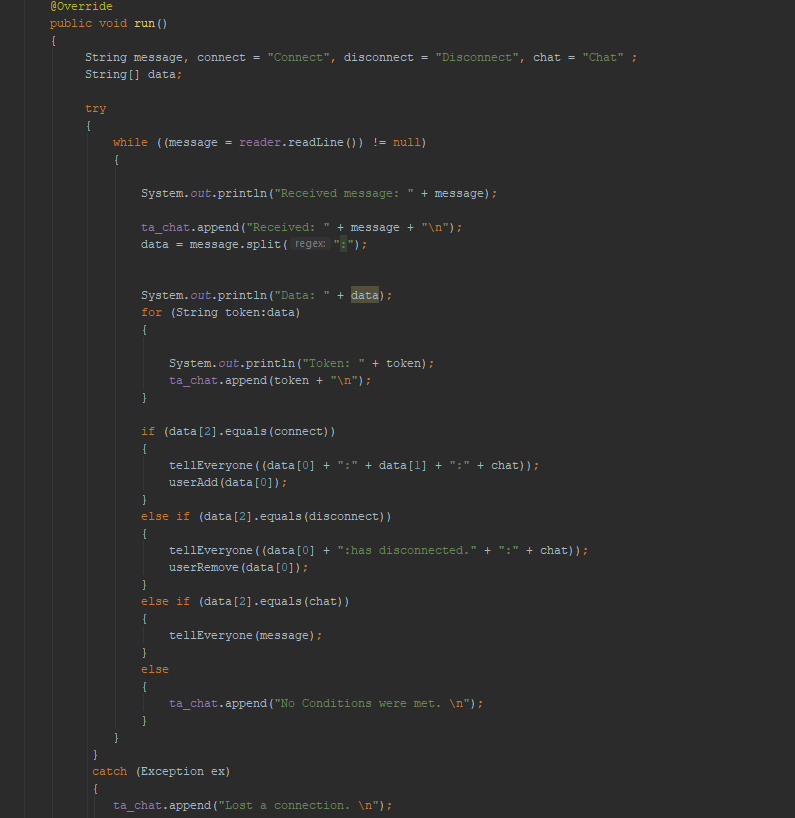 @Override
public void run()
{
String message, connect = "Connect", disconnect = "Disconnect", chat = "Chat" ;
String[] data;
try
{
while ((message = reader.readLine()) != null)
{
System.out.println("Received message: " + message);
ta_chat.append("Received: " + message + "\n");
data = message.split( regex: ":");
System.out.println("Data: " + data);
for (String token:data)
{
System.out.println("Token: " + token);
ta_chat.append(token + "\n");
}
if (data[2].equals(connect))
{
tellEveryone((data[0] + ":" + data[1] + ":" + chat));
userAdd(data[0]);
}
else if (data[2].equals(disconnect))
{
tellEveryone((data[0] + ":has disconnected." + ":" + chat));
userRemove(data[0]);
}
else if (data[2].equals(chat))
{
tellEveryone(message);
}
else
{
ta_chat.append("No Conditions were met. \n");
}
}
}
catch (Exception ex)
{
ta_chat.append("Lost a connection. \n");